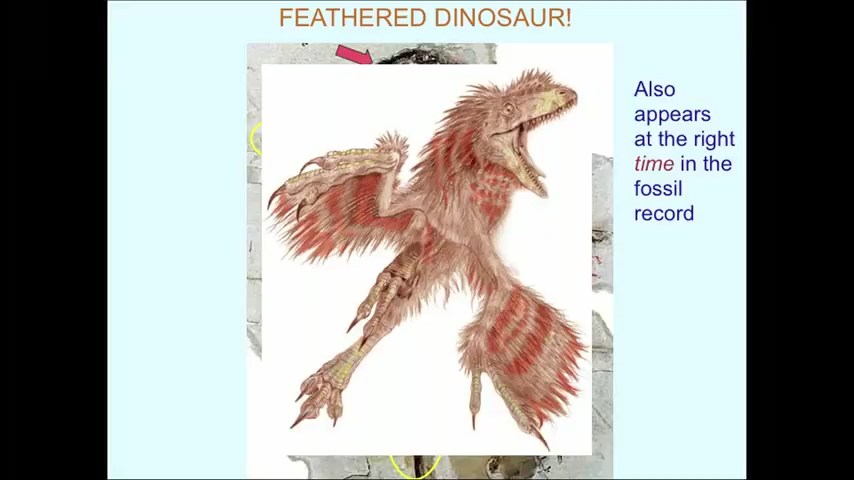 FEATHERED DINOSAUR!
Also
appears
at the right
time in the
fossil
record